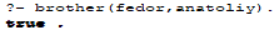 ?- brother(fedor,anatoliy).
true .